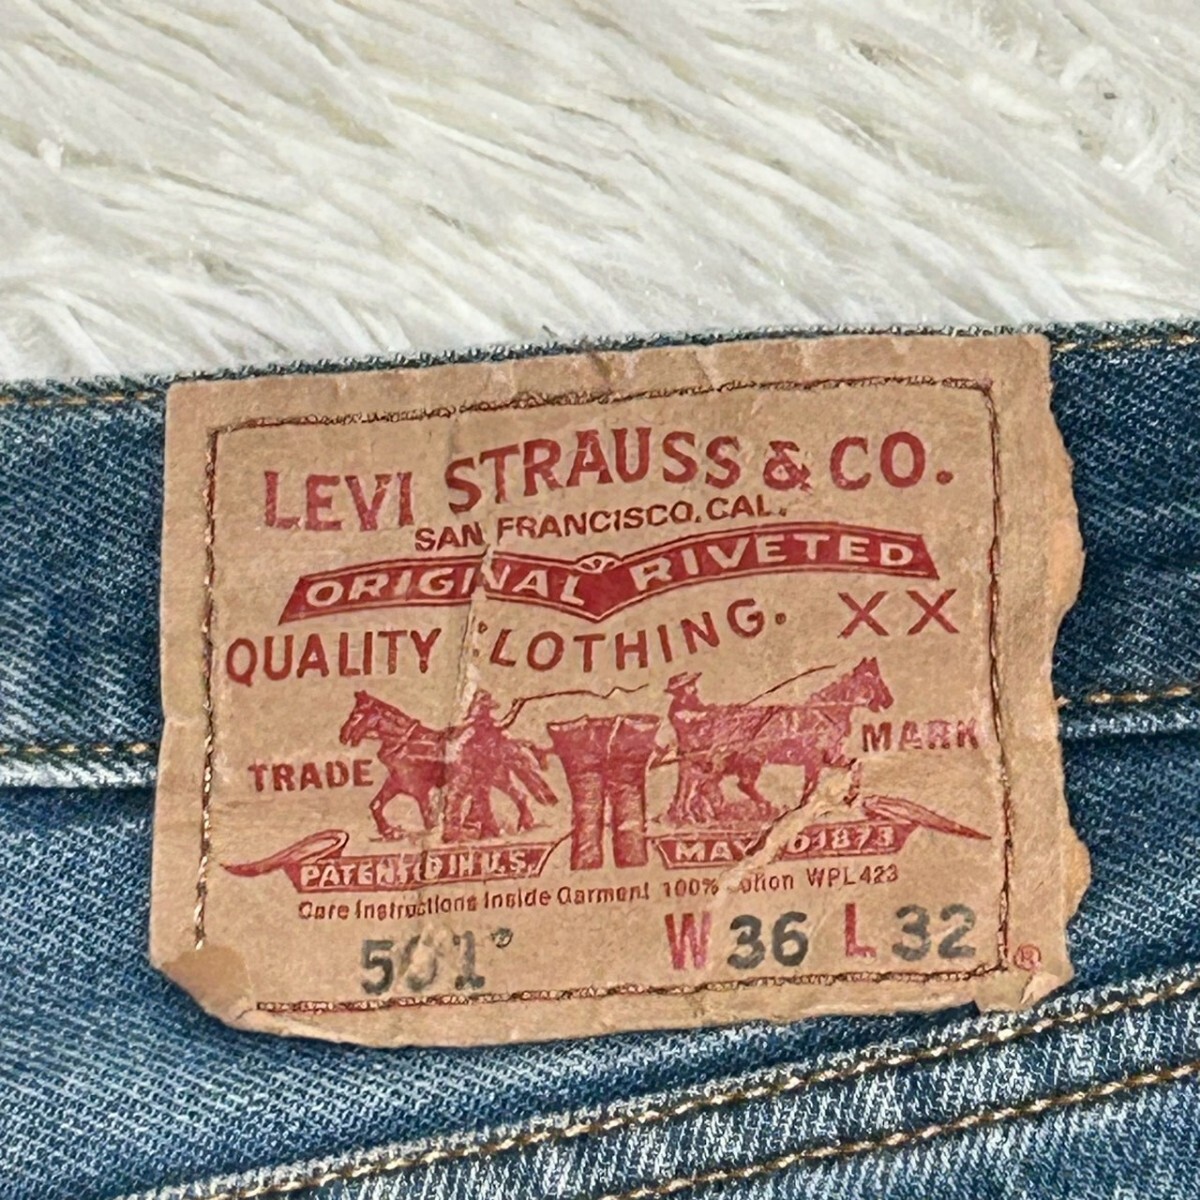 LEVI STRAUSS & CO.
SAN FRANCISCO, CAL.
ORIGINAL RIVETED
QUALITY CLOTHING. XX
TRADE MARK
PATENTED IN U.S. MAY 20 1873
Care Instructions Inside Garment 100% Cotton WPL 423
501® W 36 L 32
®